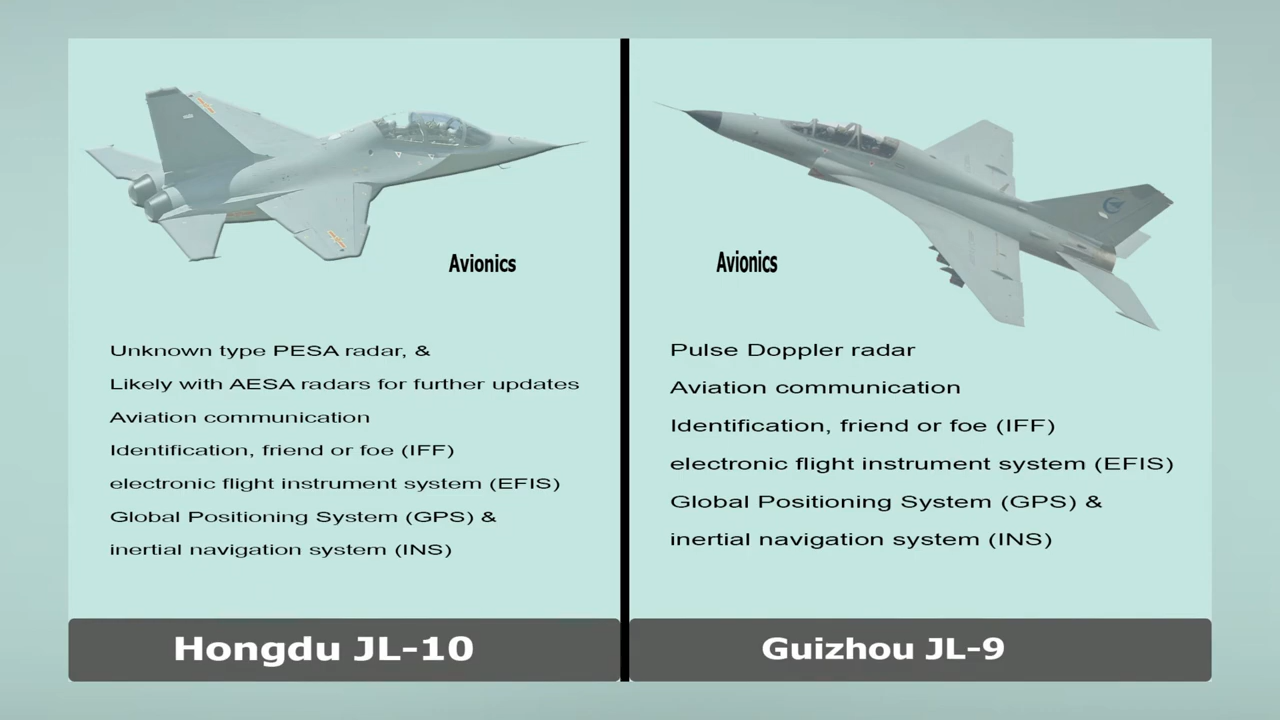 Avionics
Unknown type PESA radar, &
Likely with AESA radars for further updates
Aviation communication
Identification, friend or foe (IFF)
electronic flight instrument system (EFIS)
Global Positioning System (GPS) &
inertial navigation system (INS)
Hongdu JL-10
Avionics
Pulse Doppler radar
Aviation communication
Identification, friend or foe (IFF)
electronic flight instrument system (EFIS)
Global Positioning System (GPS) &
inertial navigation system (INS)
Guizhou JL-9